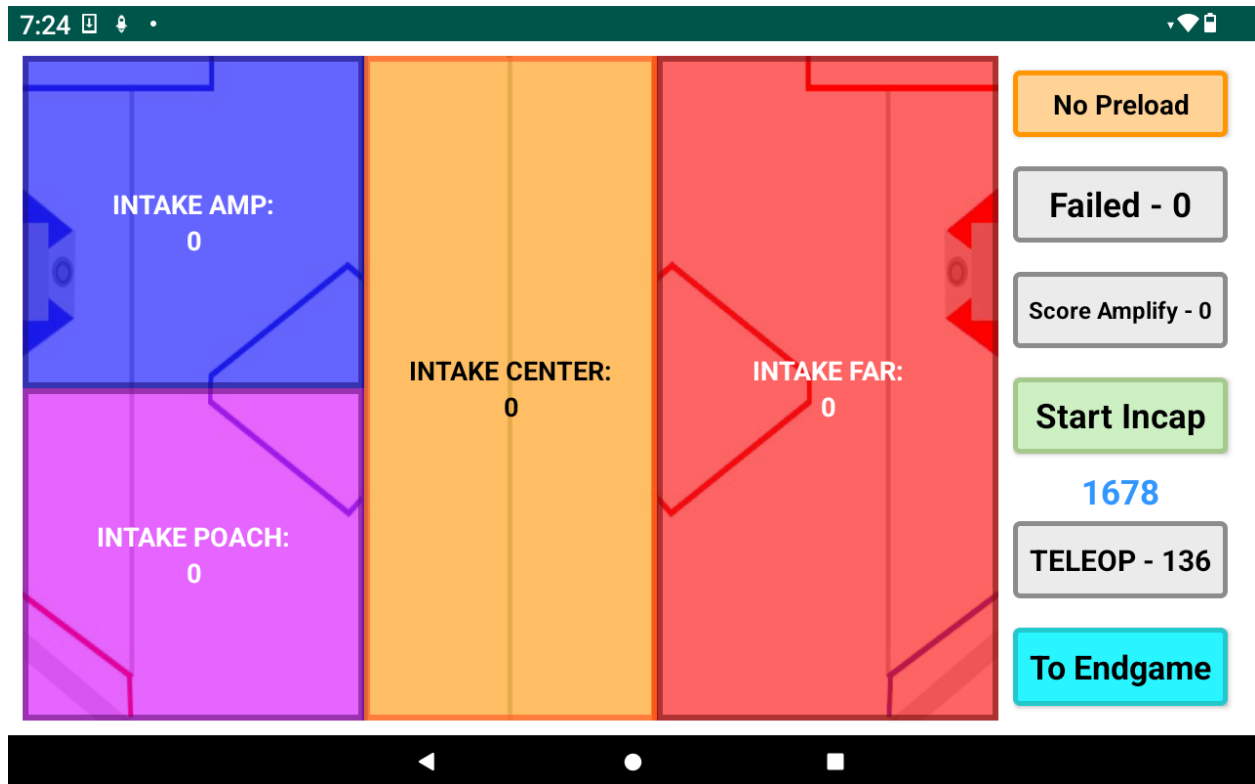 7:24
INTAKE AMP:
0
INTAKE POACH:
0
INTAKE CENTER:
0
INTAKE FAR:
0
No Preload
Failed - 0
Score Amplify - 0
Start Incap
1678
TELEOP - 136
To Endgame